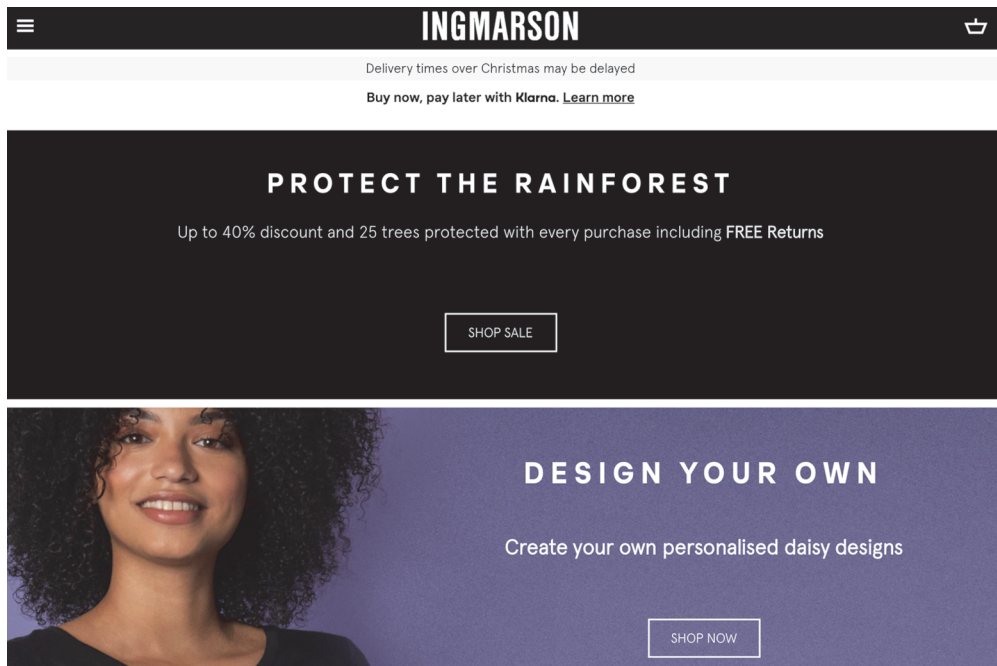 INGMARSON
Delivery times over Christmas may be delayed
Buy now, pay later with Klarna. Learn more
PROTECT THE RAINFOREST
Up to 40% discount and 25 trees protected with every purchase including FREE Returns
SHOP SALE
DESIGN YOUR OWN
Create your own personalised daisy designs
SHOP NOW